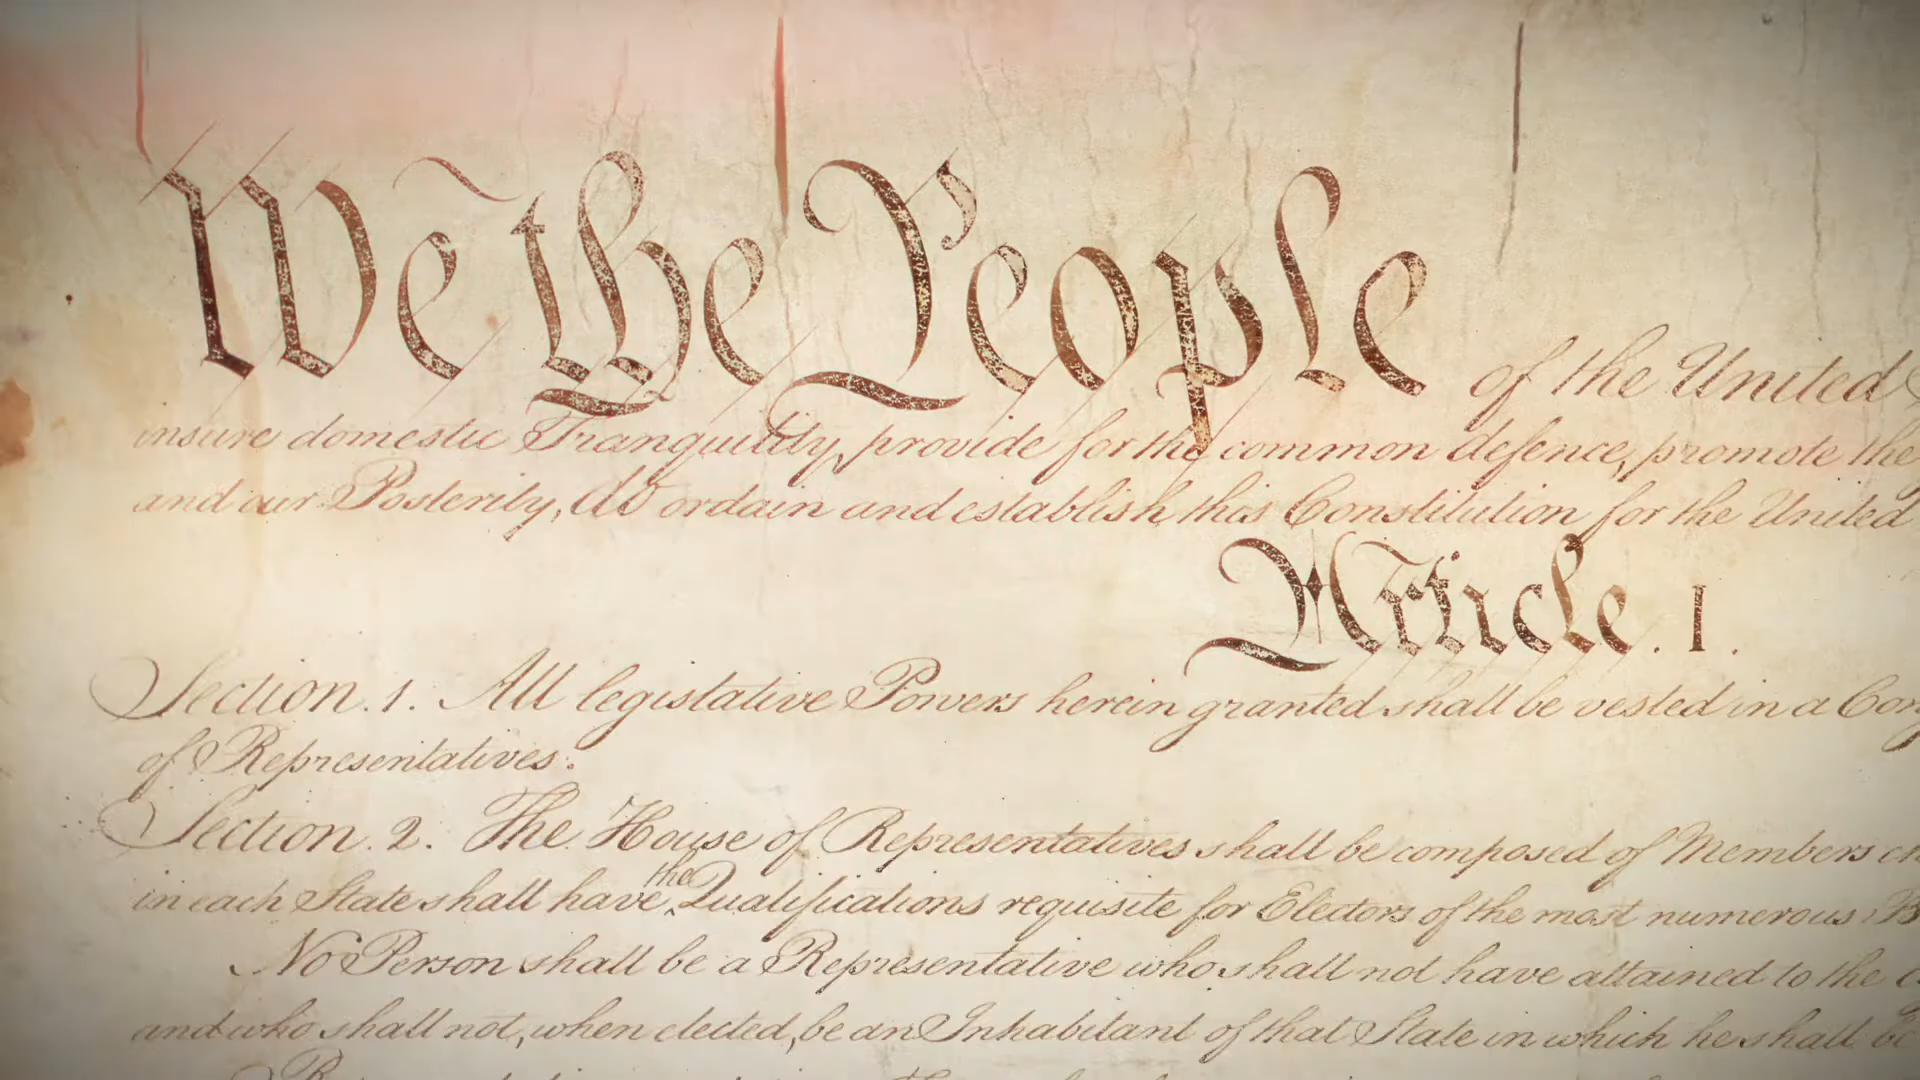 We the People of the United
insure domestic Tranquility, provide for the common defence, promote the
and our Posterity, do ordain and establish this Constitution for the United
Article. I.
Section. 1. All legislative Powers herein granted shall be vested in a Con
of Representatives.
Section. 2. The House of Representatives shall be composed of Members ch
the
in each State shall have Qualifications requisite for Electors of the most numerous B
No Person shall be a Representative who shall not have attained to the
and who shall not, when elected, be an Inhabitant of that State in which he shall be